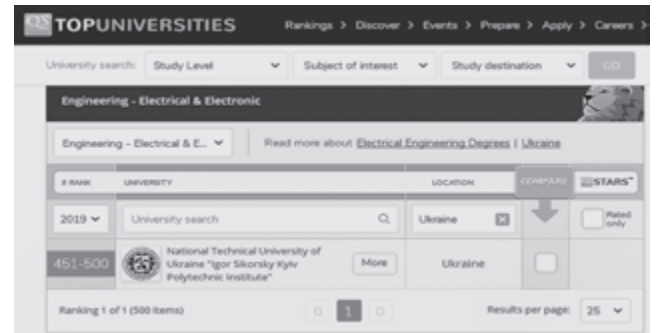 QS TOPUNIVERSITIES Rankings > Discover > Events > Prepare > Apply > Careers >
University search: Study Level Subject of interest Study destination GO
Engineering - Electrical & Electronic
Engineering - Electrical & E... Read more about Electrical Engineering Degrees | Ukraine
# RANK UNIVERSITY LOCATION COMPARE QS STARS™
2019 University search Ukraine Rated only
451-500 National Technical University of
Ukraine "Igor Sikorsky Kyiv
Polytechnic Institute" More Ukraine
Ranking 1 of 1 (500 items) 1 Results per page: 25